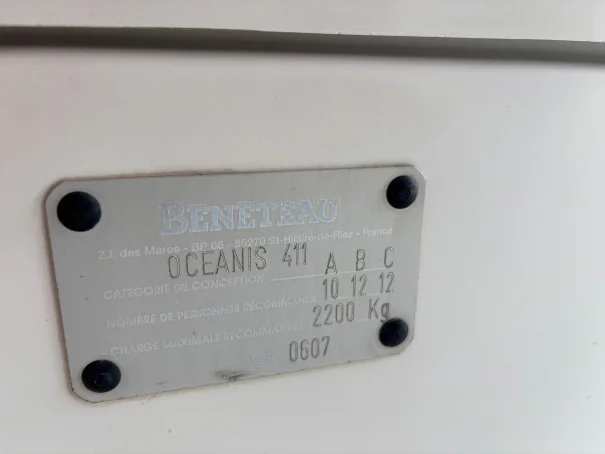 BENETEAU
Z.I. des Mares - BP 66 - 85270 St-Hilaire-de-Riez - France
OCEANIS 411
CATEGORIE DE CONCEPTION A B C
NOMBRE DE PERSONNES RECOMMANDE 10 12 12
CHARGE MAXIMALE RECOMMANDEE 2200 Kg
CE 0607